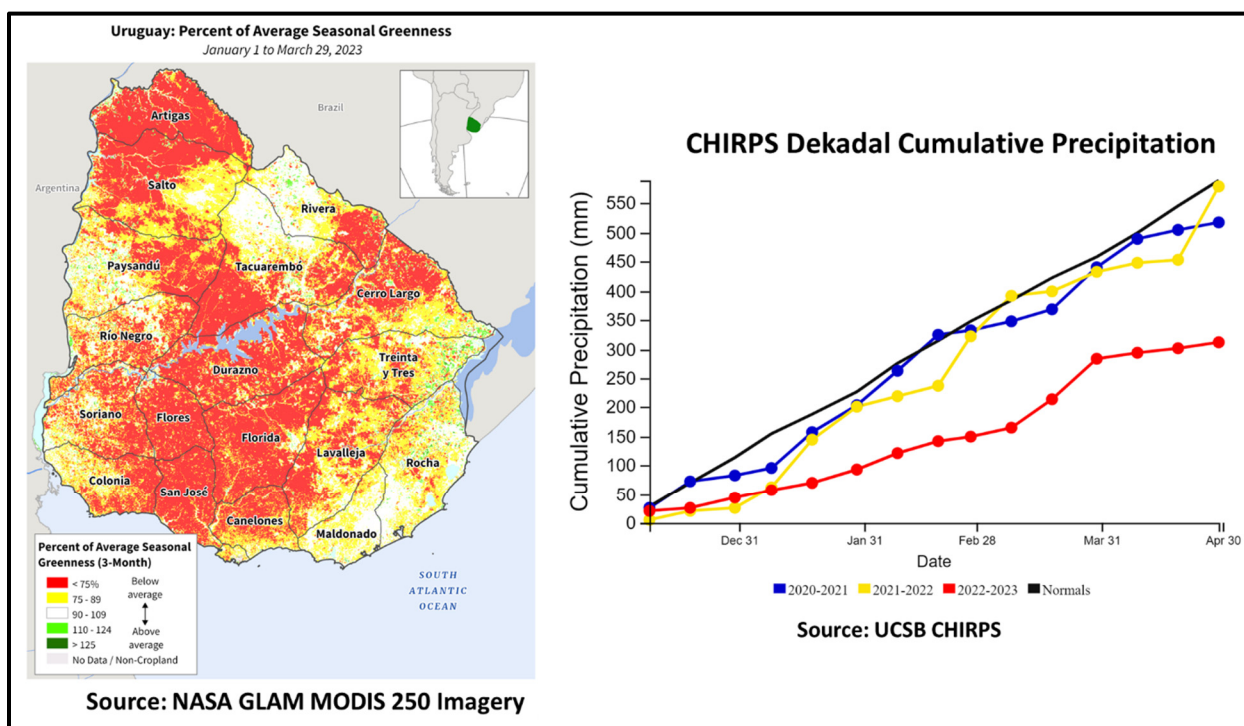 Uruguay: Percent of Average Seasonal Greenness
January 1 to March 29, 2023
Brazil
Argentina
Artigas
Salto
Rivera
Paysandú
Tacuarembó
Cerro Largo
Río Negro
Durazno
Treinta
y Tres
Soriano
Flores
Florida
Lavalleja
Rocha
Colonia
San José
Canelones
Maldonado
SOUTH
ATLANTIC
OCEAN
Percent of Average Seasonal
Greenness (3-Month)
< 75% Below
75 - 89 average
90 - 109
110 - 124 Above
> 125 average
No Data / Non-Cropland
Source: NASA GLAM MODIS 250 Imagery
CHIRPS Dekadal Cumulative Precipitation
Cumulative Precipitation (mm)
550
500
450
400
350
300
250
200
150
100
50
0
Dec 31 Jan 31 Feb 28 Mar 31 Apr 30
Date
2020-2021 2021-2022 2022-2023 Normals
Source: UCSB CHIRPS